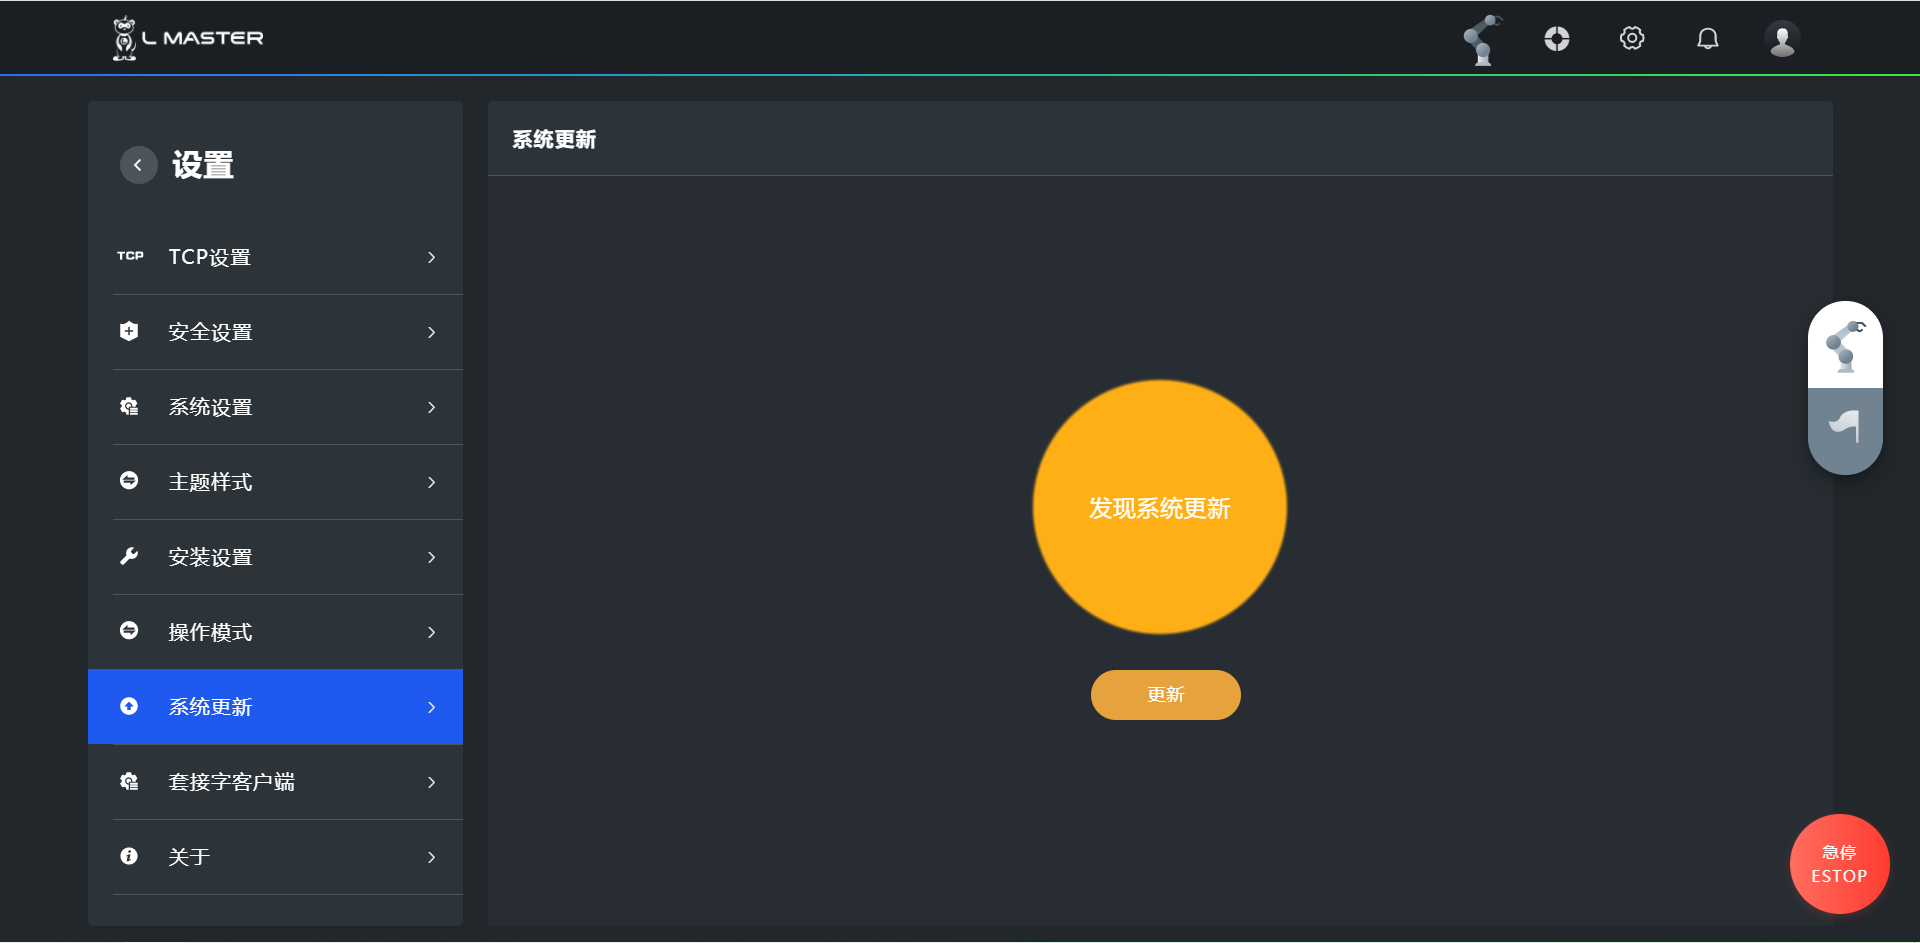 L MASTER
设置
TCP TCP设置
安全设置
系统设置
主题样式
安装设置
操作模式
系统更新
套接字客户端
关于
系统更新
发现系统更新
更新
急停
ESTOP